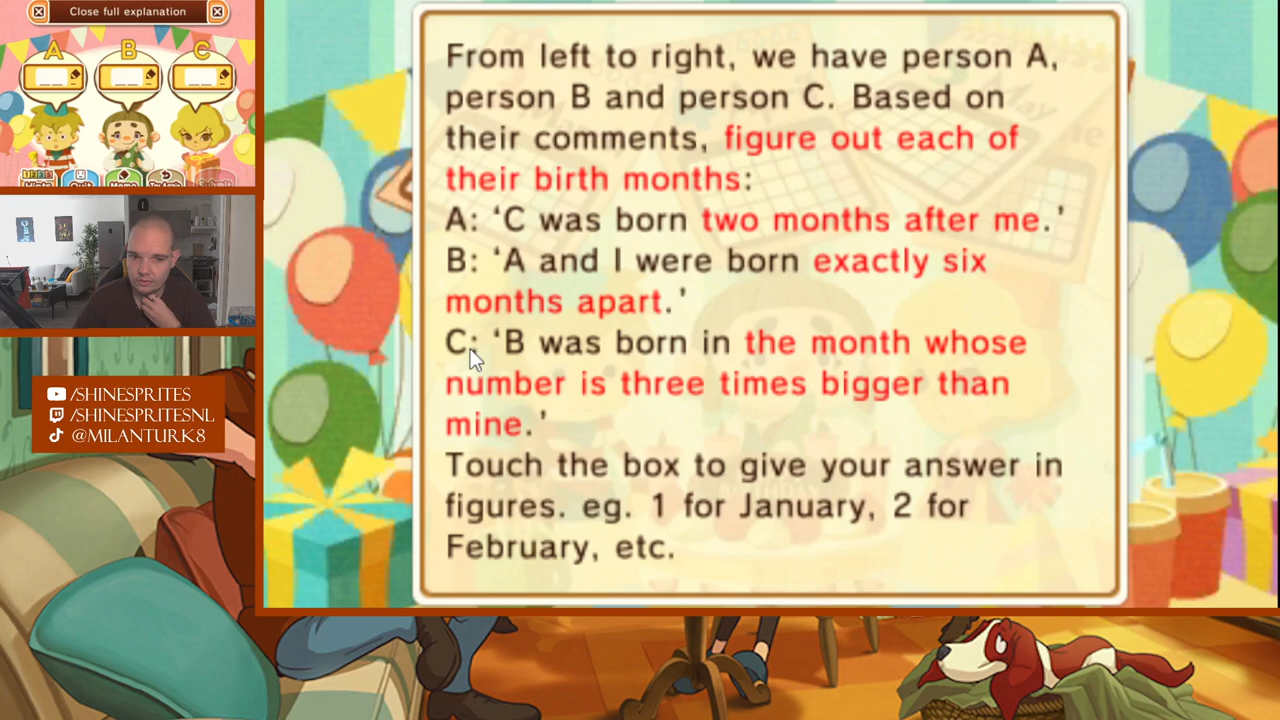 Close full explanation
A B C
From left to right, we have person A,
person B and person C. Based on
their comments, figure out each of
their birth months:
A: ‘C was born two months after me.’
B: ‘A and I were born exactly six
months apart.’
C: ‘B was born in the month whose
number is three times bigger than
mine.’
Touch the box to give your answer in
figures. eg. 1 for January, 2 for
February, etc.
/SHINESPRITES
/SHINESPRITESNL
@MILANTURK8
Quit
Memo